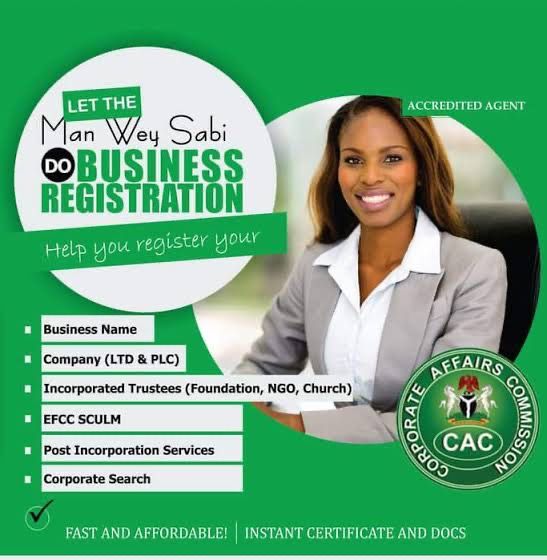 LET THE
Man Wey Sabi
DO BUSINESS
REGISTRATION
Help you register your
ACCREDITED AGENT
Business Name
Company (LTD & PLC)
Incorporated Trustees (Foundation, NGO, Church)
EFCC SCULM
Post Incorporation Services
Corporate Search
CORPORATE AFFAIRS COMMISSION
CAC
FAST AND AFFORDABLE! | INSTANT CERTIFICATE AND DOCS